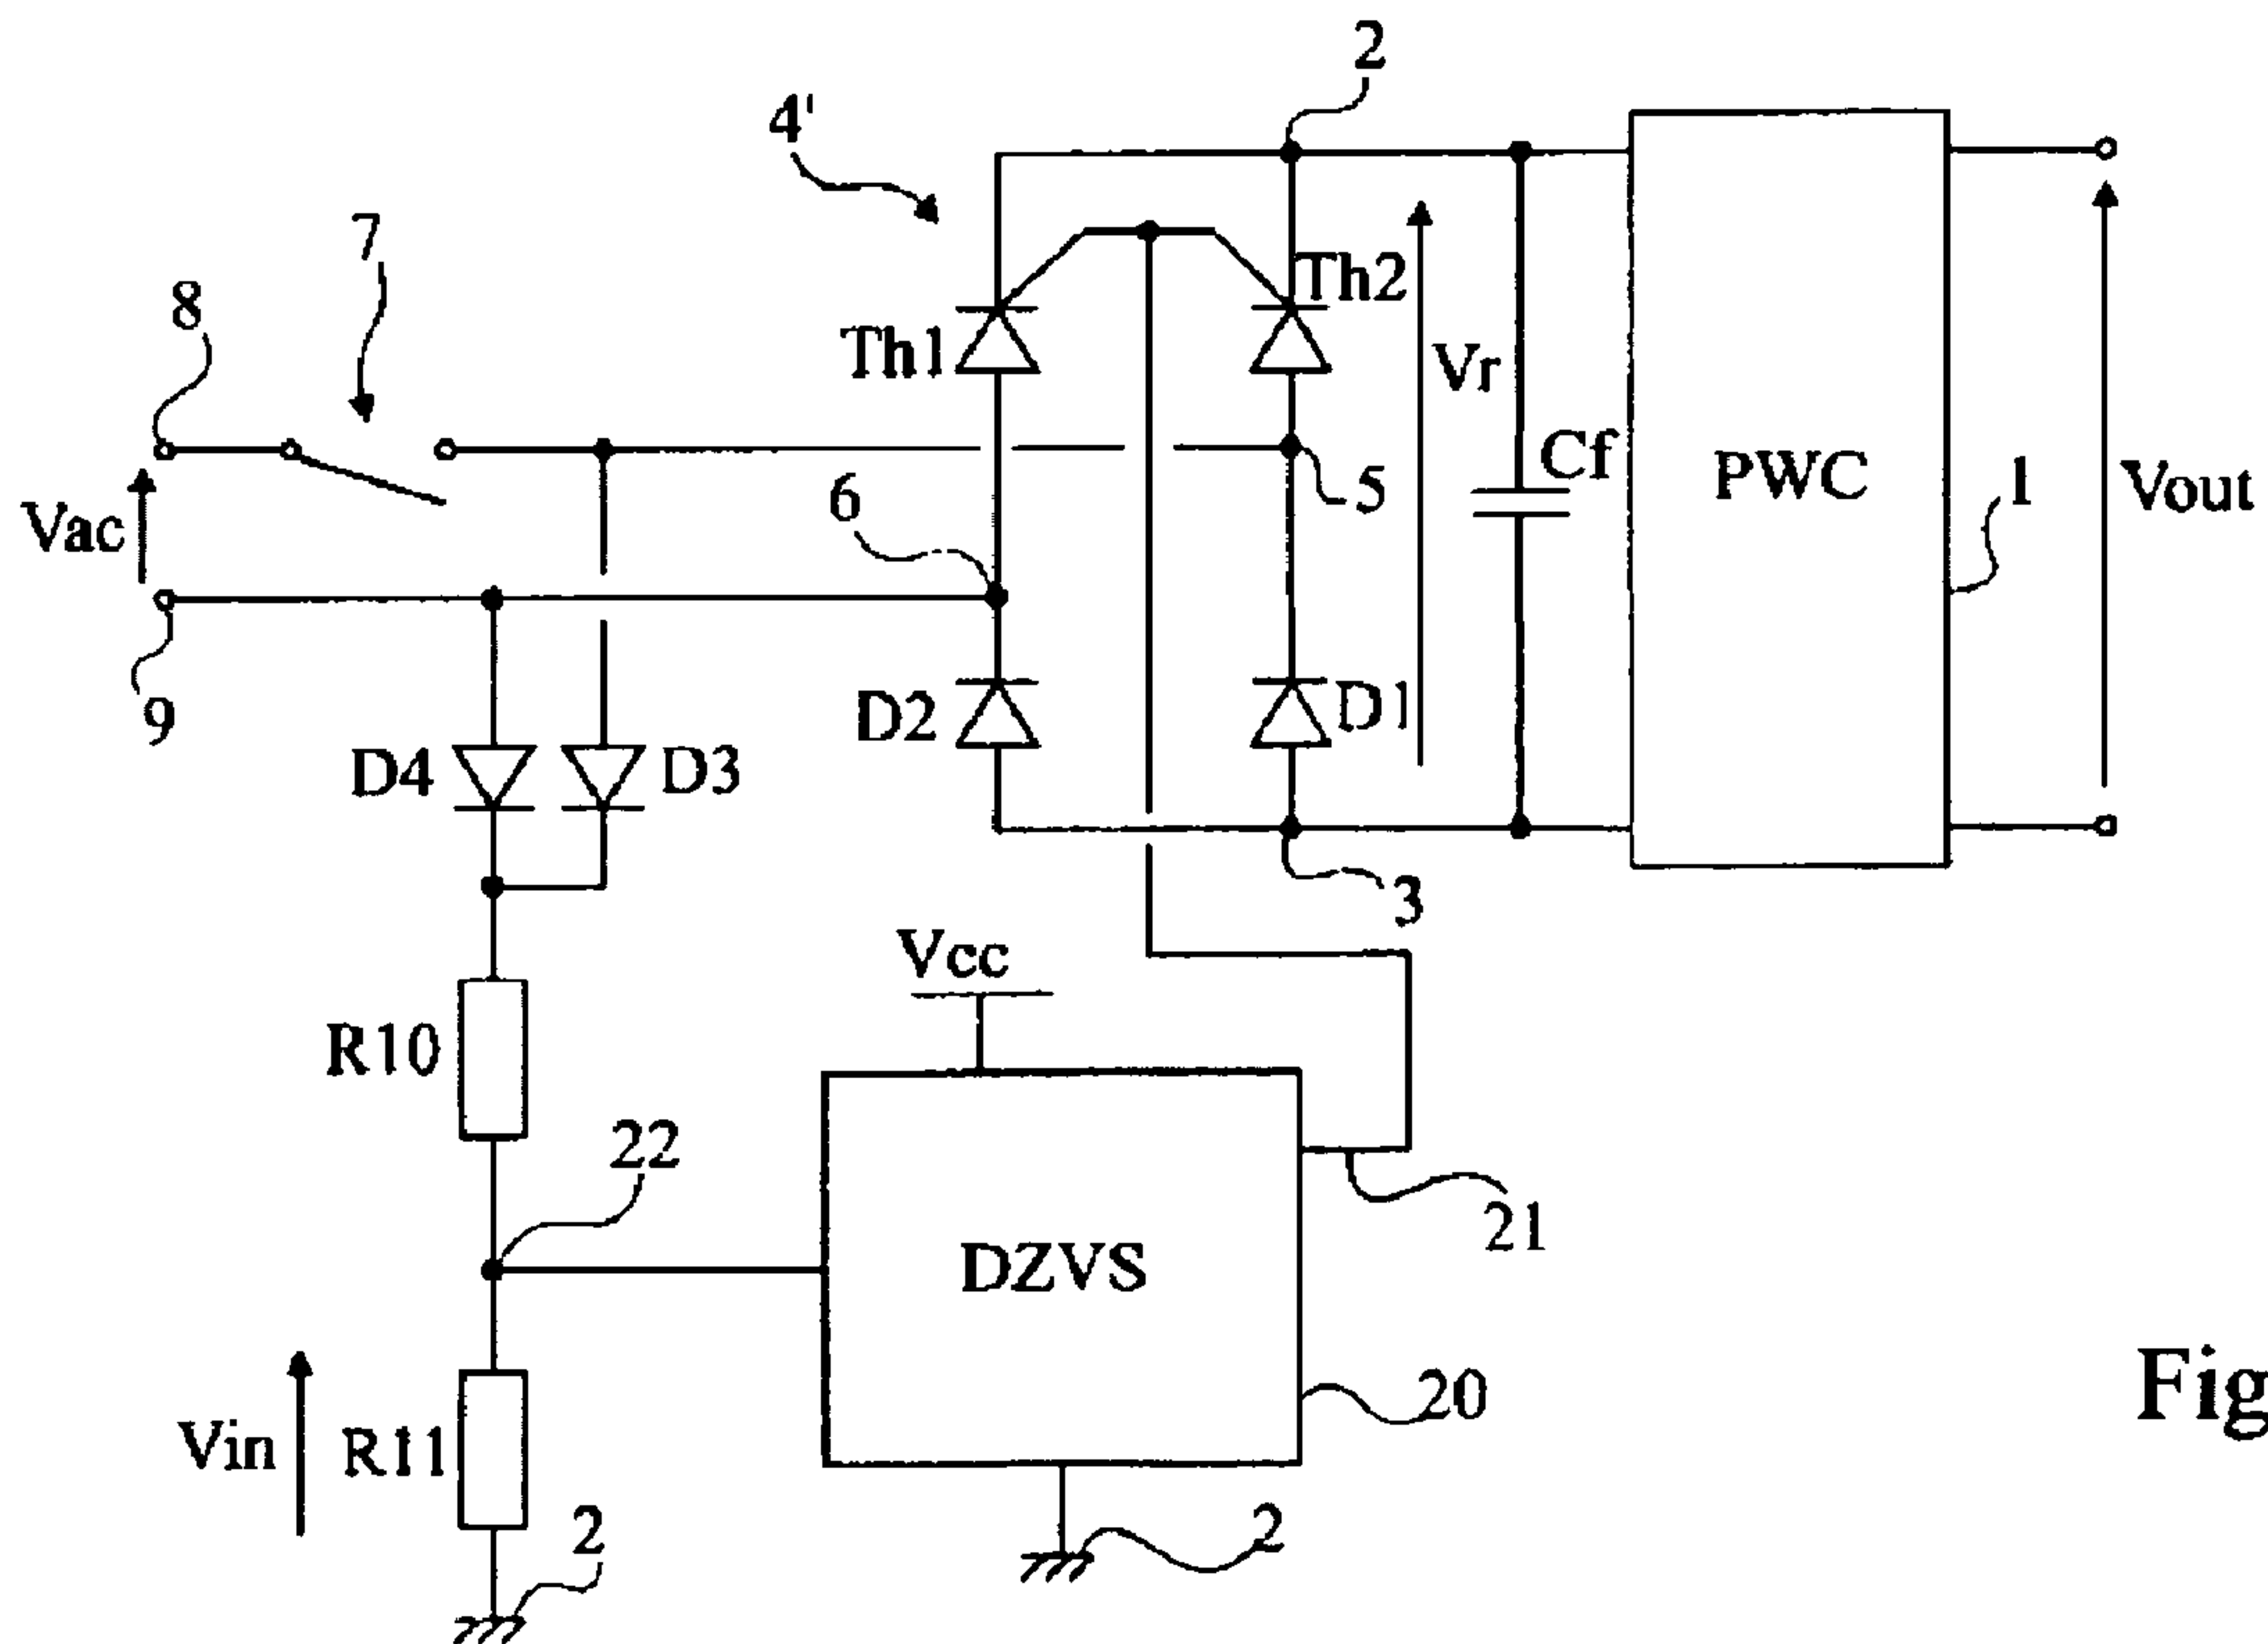 2
4'
7
8
Th2
Th1
Vr
Cf
PWC
1
Vout
5
6
Vac
9
D2
D1
D4
D3
3
Vcc
R10
22
21
DZVS
20
Vin
R11
2
2
Fig